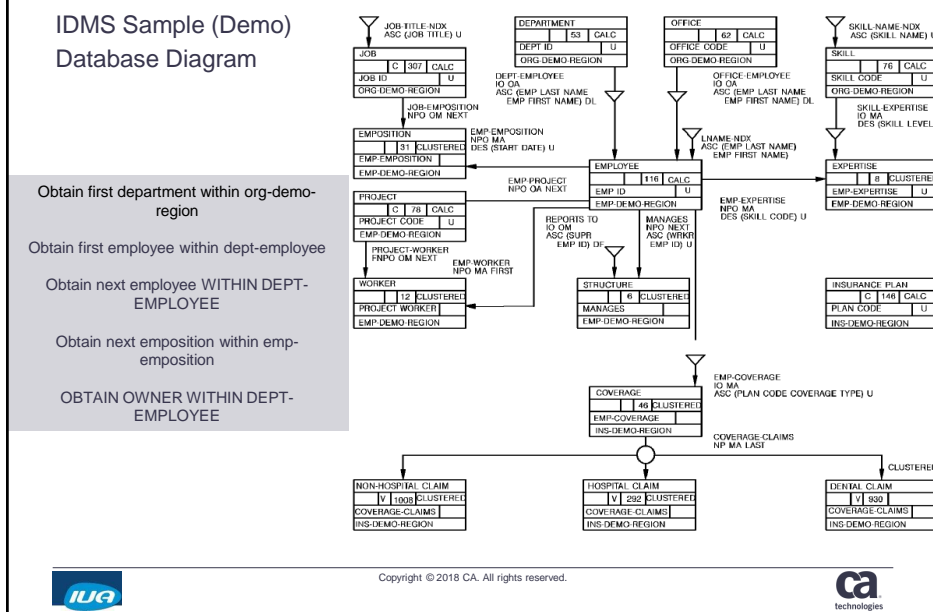 IDMS Sample (Demo)
Database Diagram
Obtain first department within org-demo-
region
Obtain first employee within dept-employee
Obtain next employee WITHIN DEPT-
EMPLOYEE
Obtain next emposition within emp-
emposition
OBTAIN OWNER WITHIN DEPT-
EMPLOYEE
JOB-TITLE-NDX
ASC (JOB TITLE) U
JOB
C 307 CALC
JOB ID U
ORG-DEMO-REGION
DEPARTMENT
53 CALC
DEPT ID U
ORG-DEMO-REGION
OFFICE
62 CALC
OFFICE CODE U
ORG-DEMO-REGION
SKILL-NAME-NDX
ASC (SKILL NAME) U
SKILL
76 CALC
SKILL CODE U
ORG-DEMO-REGION
DEPT-EMPLOYEE
IO OA
ASC (EMP LAST NAME
EMP FIRST NAME) DL
OFFICE-EMPLOYEE
IO OA
ASC (EMP LAST NAME
EMP FIRST NAME) DL
SKILL-EXPERTISE
IO MA
DES (SKILL LEVEL
JOB-EMPOSITION
NPO OM NEXT
EMPOSITION
31 CLUSTERED
EMP-EMPOSITION
EMP-DEMO-REGION
EMP-EMPOSITION
NPO MA
DES (START DATE) U
LNAME-NDX
ASC (EMP LAST NAME)
EMP FIRST NAME)
EMPLOYEE
116 CALC
EMP ID U
EMP-DEMO-REGION
EXPERTISE
8 CLUSTERED
EMP-EXPERTISE U
EMP-DEMO-REGION
EMP-PROJECT
NPO OA NEXT
EMP-EXPERTISE
NPO MA
DES (SKILL CODE) U
PROJECT
C 78 CALC
PROJECT CODE U
EMP-DEMO-REGION
REPORTS TO
IO OM
ASC (SUPR
EMP ID) DF
MANAGES
NPO NEXT
ASC (WRKR
EMP ID) U
PROJECT-WORKER
FNPO OM NEXT
EMP-WORKER
NPO MA FIRST
WORKER
12 CLUSTERED
PROJECT WORKER
EMP-DEMO-REGION
STRUCTURE
6 CLUSTERED
MANAGES
EMP-DEMO-REGION
INSURANCE PLAN
C 146 CALC
PLAN CODE U
INS-DEMO-REGION
EMP-COVERAGE
IO MA
ASC (PLAN CODE COVERAGE TYPE) U
COVERAGE
46 CLUSTERED
EMP-COVERAGE
INS-DEMO-REGION
COVERAGE-CLAIMS
NP MA LAST
CLUSTERED
NON-HOSPITAL CLAIM
V 1008 CLUSTERED
COVERAGE-CLAIMS
INS-DEMO-REGION
HOSPITAL CLAIM
V 292 CLUSTERED
COVERAGE-CLAIMS
INS-DEMO-REGION
DENTAL CLAIM
V 930
COVERAGE-CLAIMS
INS-DEMO-REGION
IUA
Copyright © 2018 CA. All rights reserved.
ca
technologies